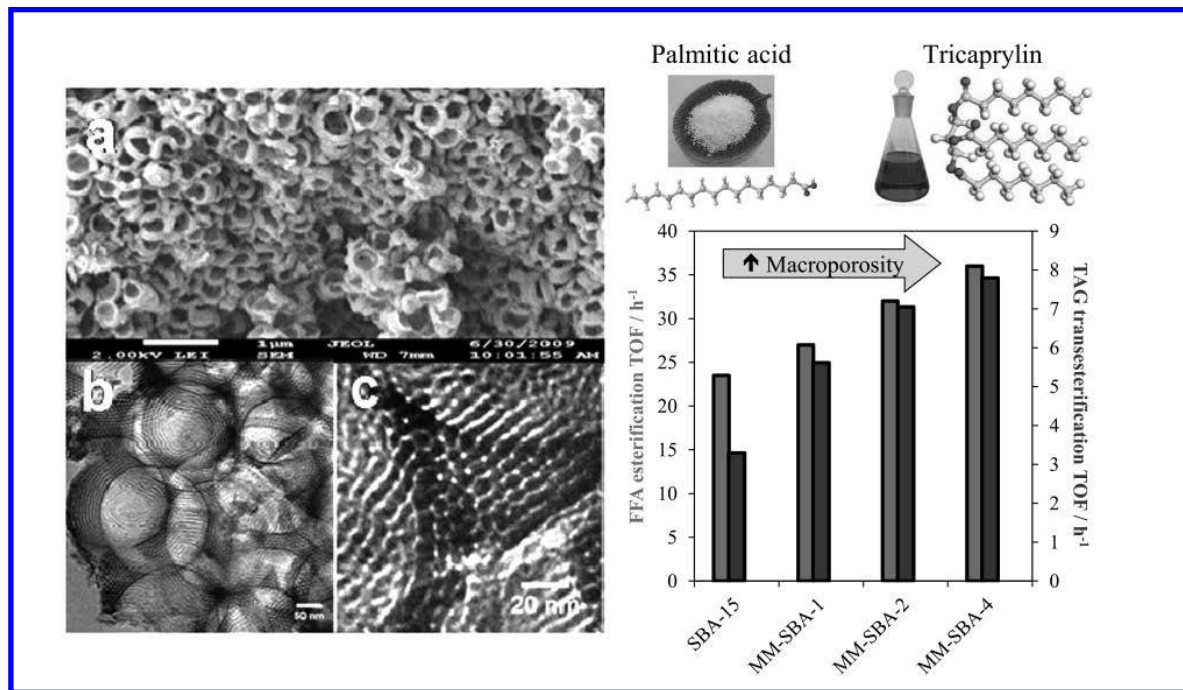 a
1μm JEOL 6/30/2009
2.00kV LEI SEM WD 7mm 10:01:55 AM
b
50 nm
c
20 nm
Palmitic acid
Tricaprylin
FFA esterification TOF / h-1
40
35
30
25
20
15
10
5
0
↑ Macroporosity
9
8
7
6
5
4
3
2
1
0
TAG transesterification TOF / h-1
SBA-15
MM-SBA-1
MM-SBA-2
MM-SBA-4